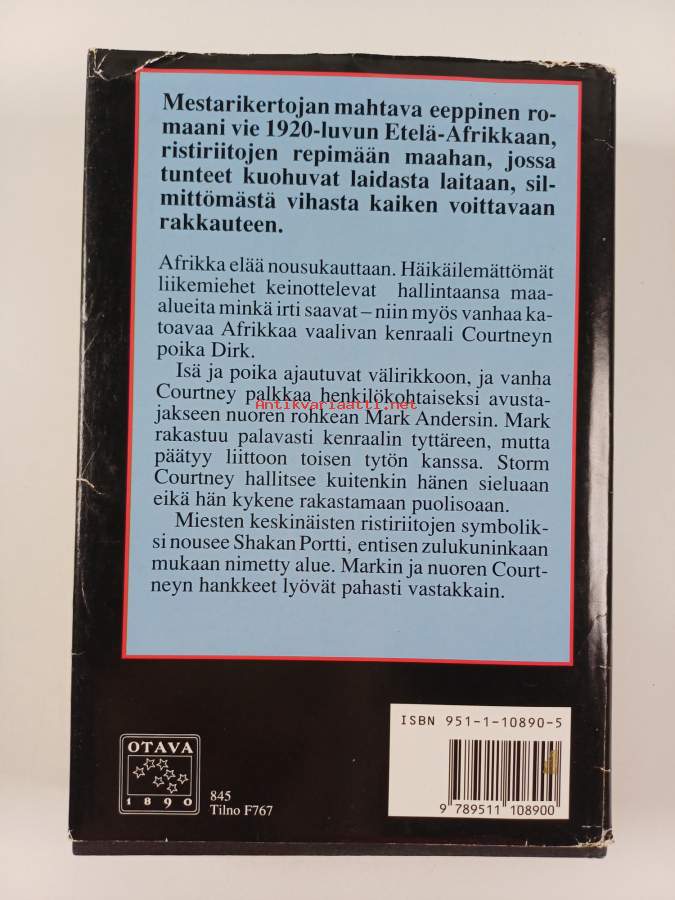 Mestarikertojan mahtava eeppinen ro-
maani vie 1920-luvun Etelä-Afrikkaan,
ristiriitojen repimään maahan, jossa
tunteet kuohuvat laidasta laitaan, sil-
mittömästä vihasta kaiken voittavaan
rakkauteen.
Afrikka elää nousukauttaan. Häikäilemättömät
liikemiehet keinottelevat hallintaansa maa-
alueita minkä irti saavat – niin myös vanhaa ka-
toavaa Afrikkaa vaalivan kenraali Courtneyn
poika Dirk.
Isä ja poika ajautuvat välirikkoon, ja vanha
Courtney palkkaa henkilökohtaiseksi avusta-
Antikvariaatti.net
jakseen nuoren rohkean Mark Andersin. Mark
rakastuu palavasti kenraalin tyttäreen, mutta
päätyy liittoon toisen tytön kanssa. Storm
Courtney hallitsee kuitenkin hänen sieluaan
eikä hän kykene rakastamaan puolisoaan.
Miesten keskinäisten ristiriitojen symbolik-
si nousee Shakan Portti, entisen zulukuninkaan
mukaan nimetty alue. Markin ja nuoren Court-
neyn hankkeet lyövät pahasti vastakkain.
ISBN 951-1-10890-5
9 789511 108900
OTAVA
1890
845
Tilno F767